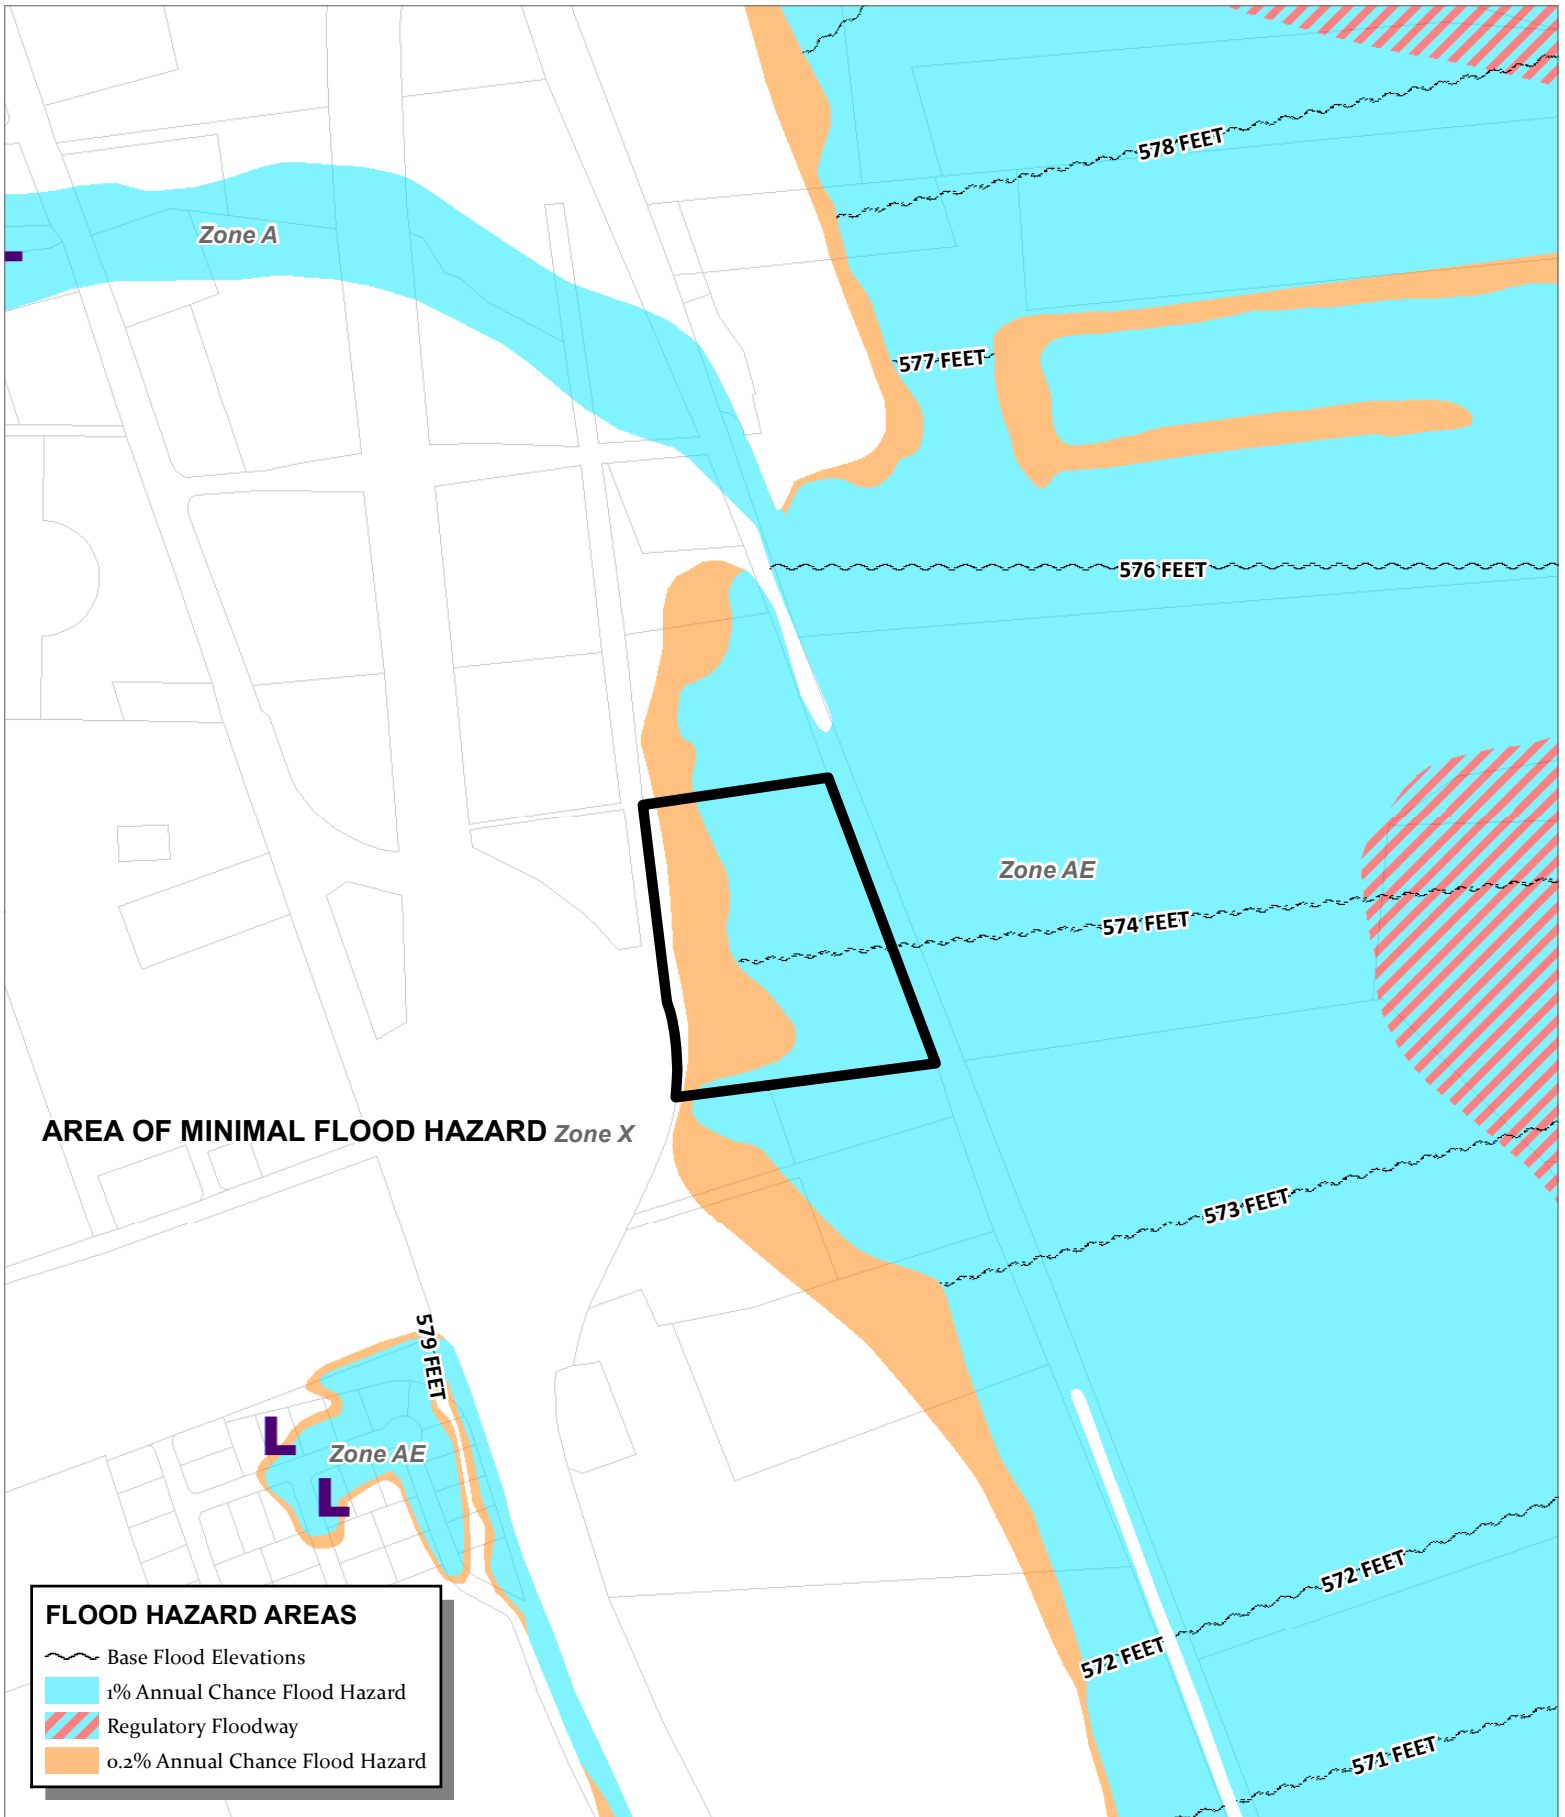 578 FEET
Zone A
577 FEET
576 FEET
Zone AE
574 FEET
AREA OF MINIMAL FLOOD HAZARD Zone X
573 FEET
579 FEET
L
Zone AE
L
572 FEET
572 FEET
571 FEET
FLOOD HAZARD AREAS
Base Flood Elevations
1% Annual Chance Flood Hazard
Regulatory Floodway
0.2% Annual Chance Flood Hazard